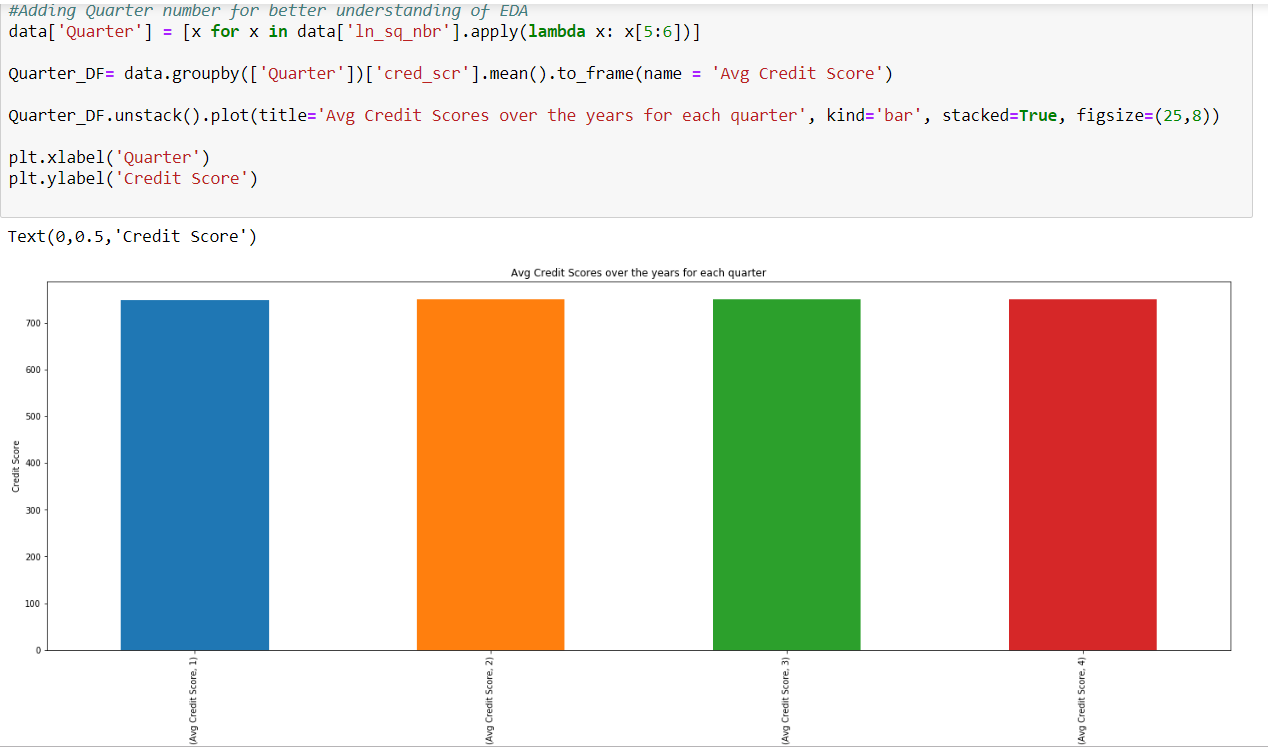 #Adding Quarter number for better understanding of EDA
data['Quarter'] = [x for x in data['ln_sq_nbr'].apply(lambda x: x[5:6])]
Quarter_DF= data.groupby(['Quarter'])['cred_scr'].mean().to_frame(name = 'Avg Credit Score')
Quarter_DF.unstack().plot(title='Avg Credit Scores over the years for each quarter', kind='bar', stacked=True, figsize=(25,8))
plt.xlabel('Quarter')
plt.ylabel('Credit Score')
Text(0,0.5,'Credit Score')
Avg Credit Scores over the years for each quarter
700
600
500
400
300
200
100
0
Credit Score
(Avg Credit Score, 1)
(Avg Credit Score, 2)
(Avg Credit Score, 3)
(Avg Credit Score, 4)